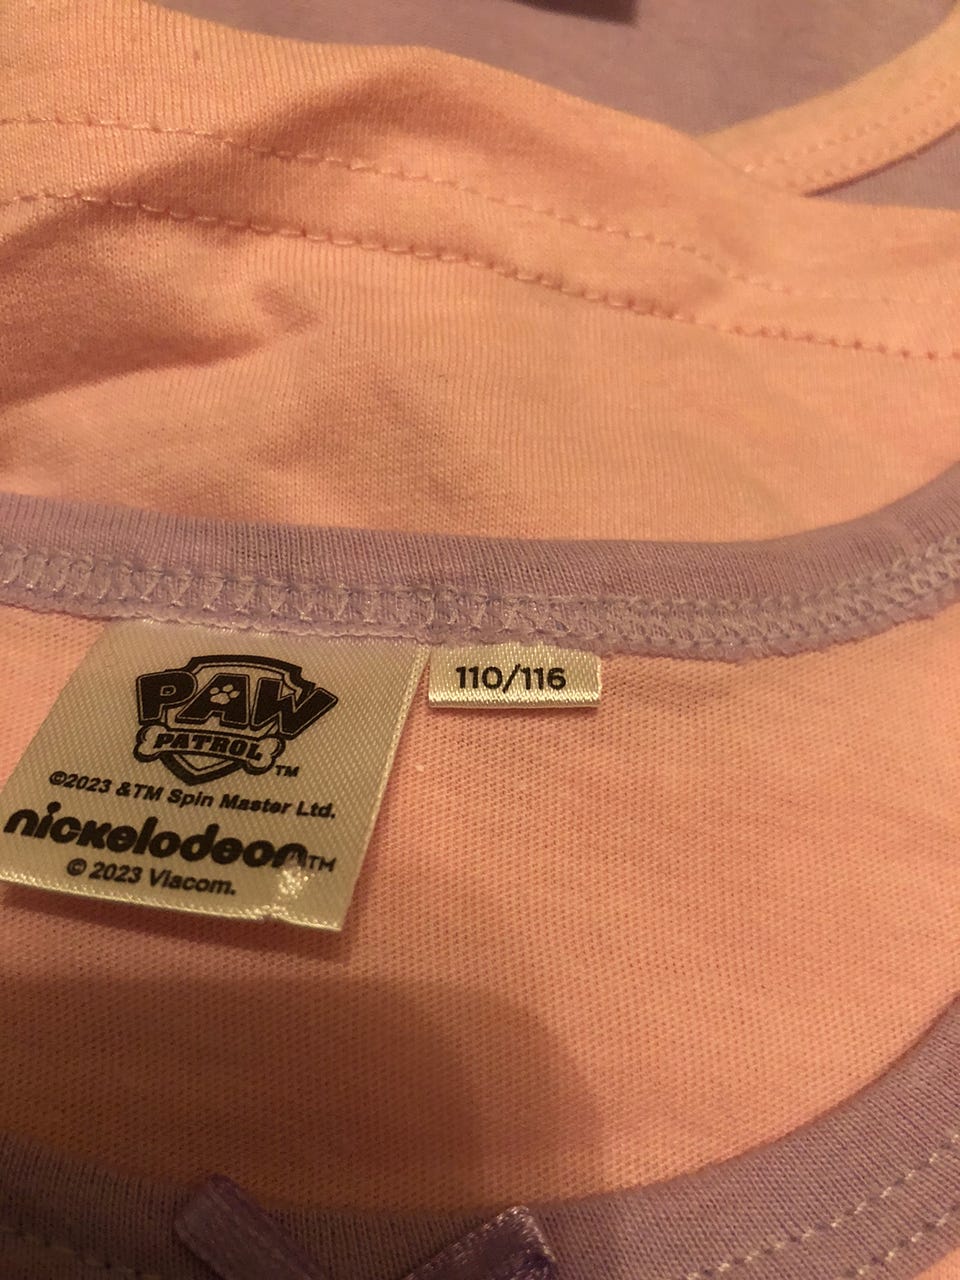 PAW
PATROL TM
©2023 &TM Spin Master Ltd.
nickelodeon TM
© 2023 Viacom.
110/116